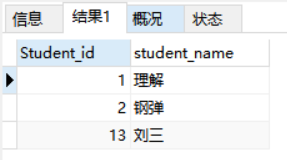 信息 结果1 概况 状态
Student_id student_name
1 理解
2 钢弹
13 刘三